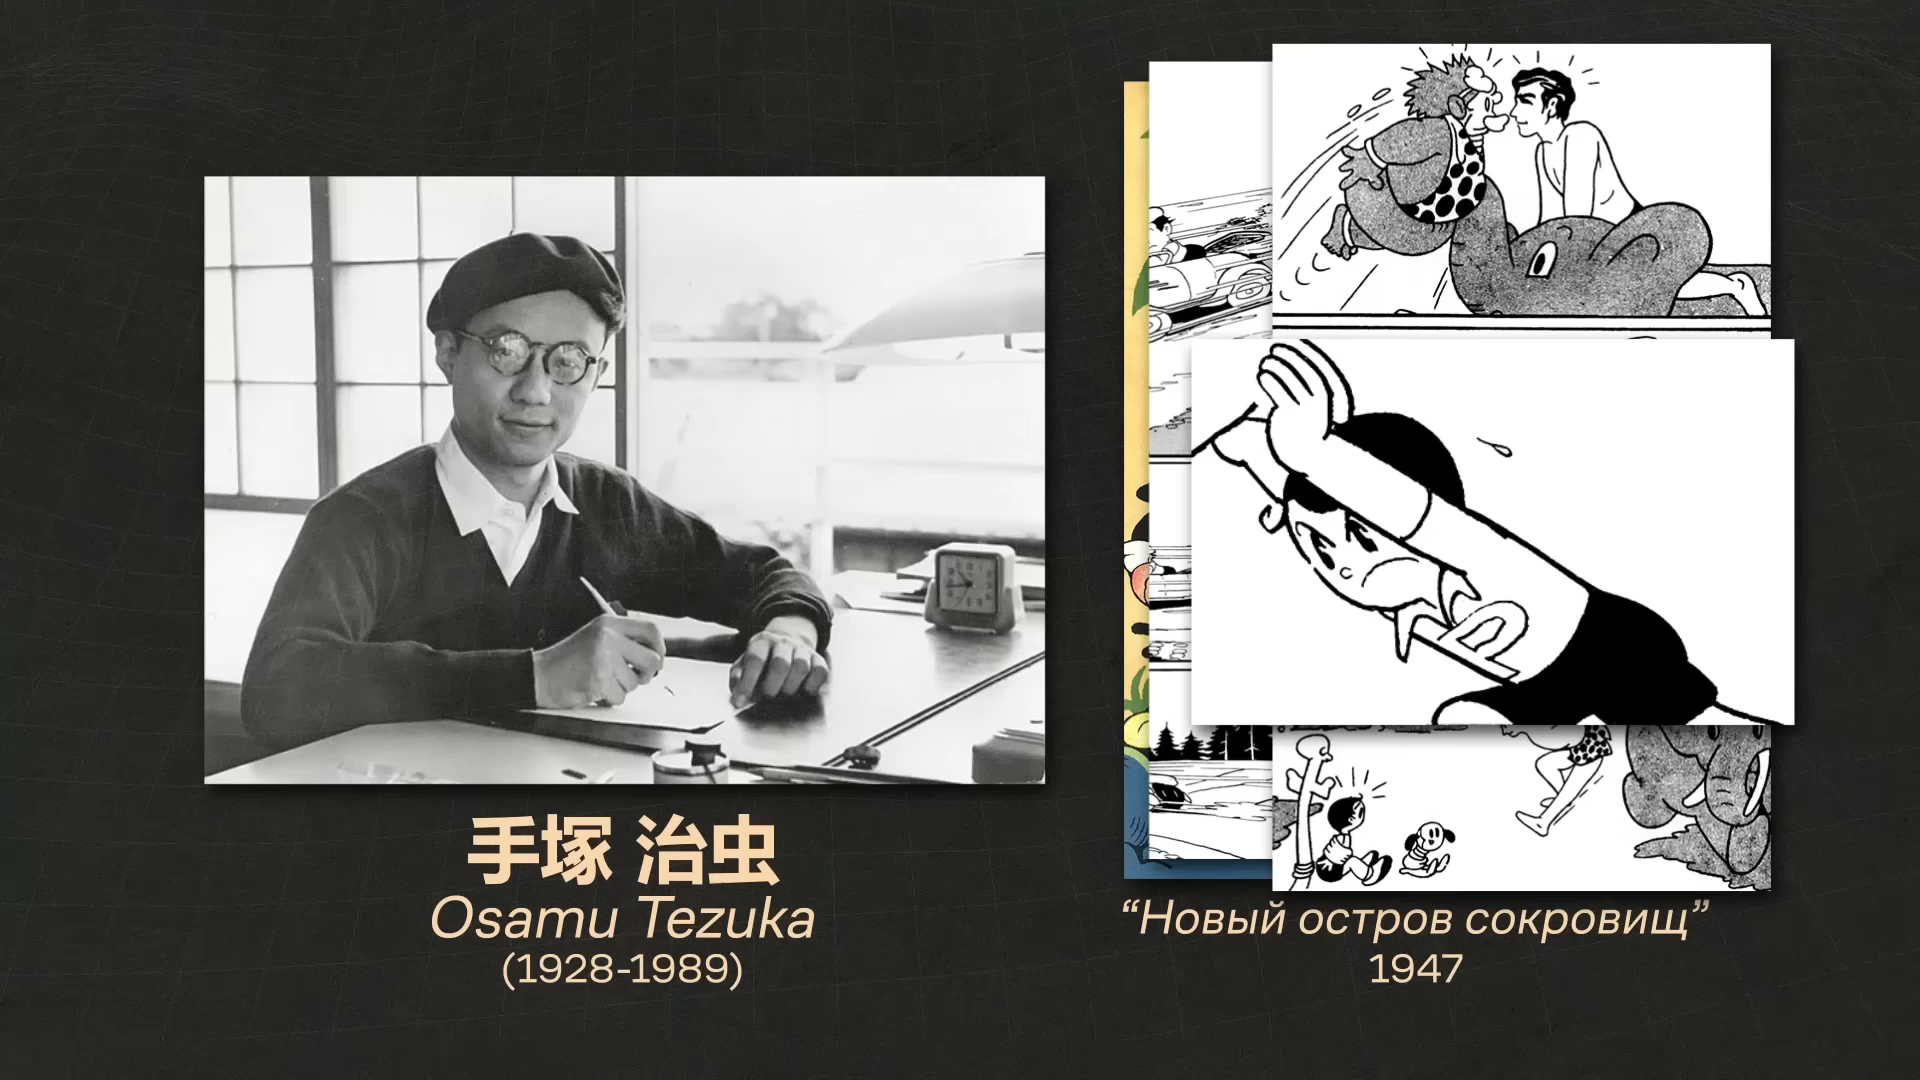 手塚 治虫
Osamu Tezuka
(1928-1989)
“Новый остров сокровищ”
1947